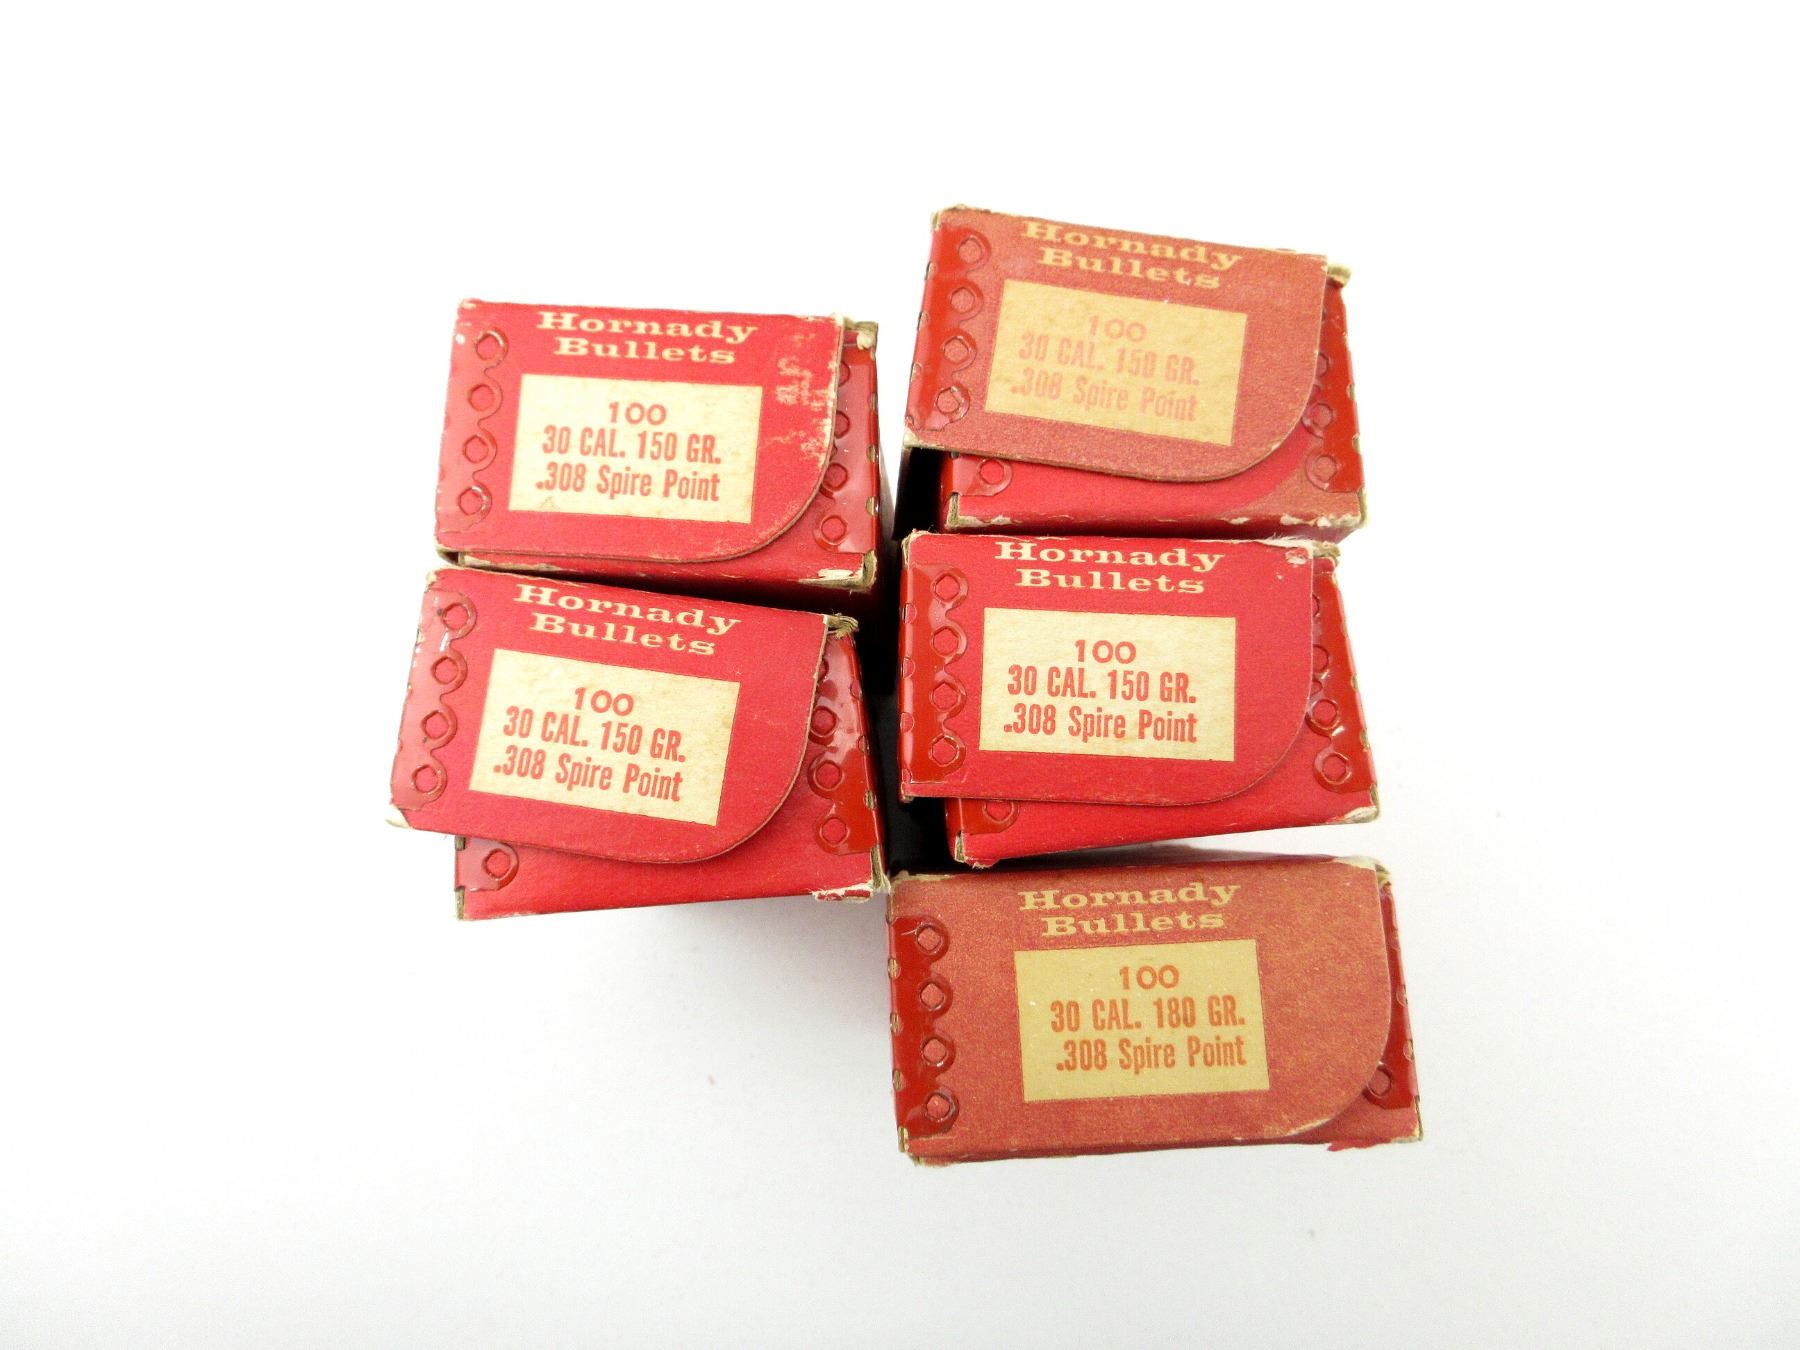 Hornady
Bullets
100
30 CAL. 150 GR.
.308 Spire Point
Hornady
Bullets
100
30 CAL. 150 GR.
.308 Spire Point
Hornady
Bullets
100
30 CAL. 150 GR.
.308 Spire Point
Hornady
Bullets
100
30 CAL. 150 GR.
.308 Spire Point
Hornady
Bullets
100
30 CAL. 180 GR.
.308 Spire Point